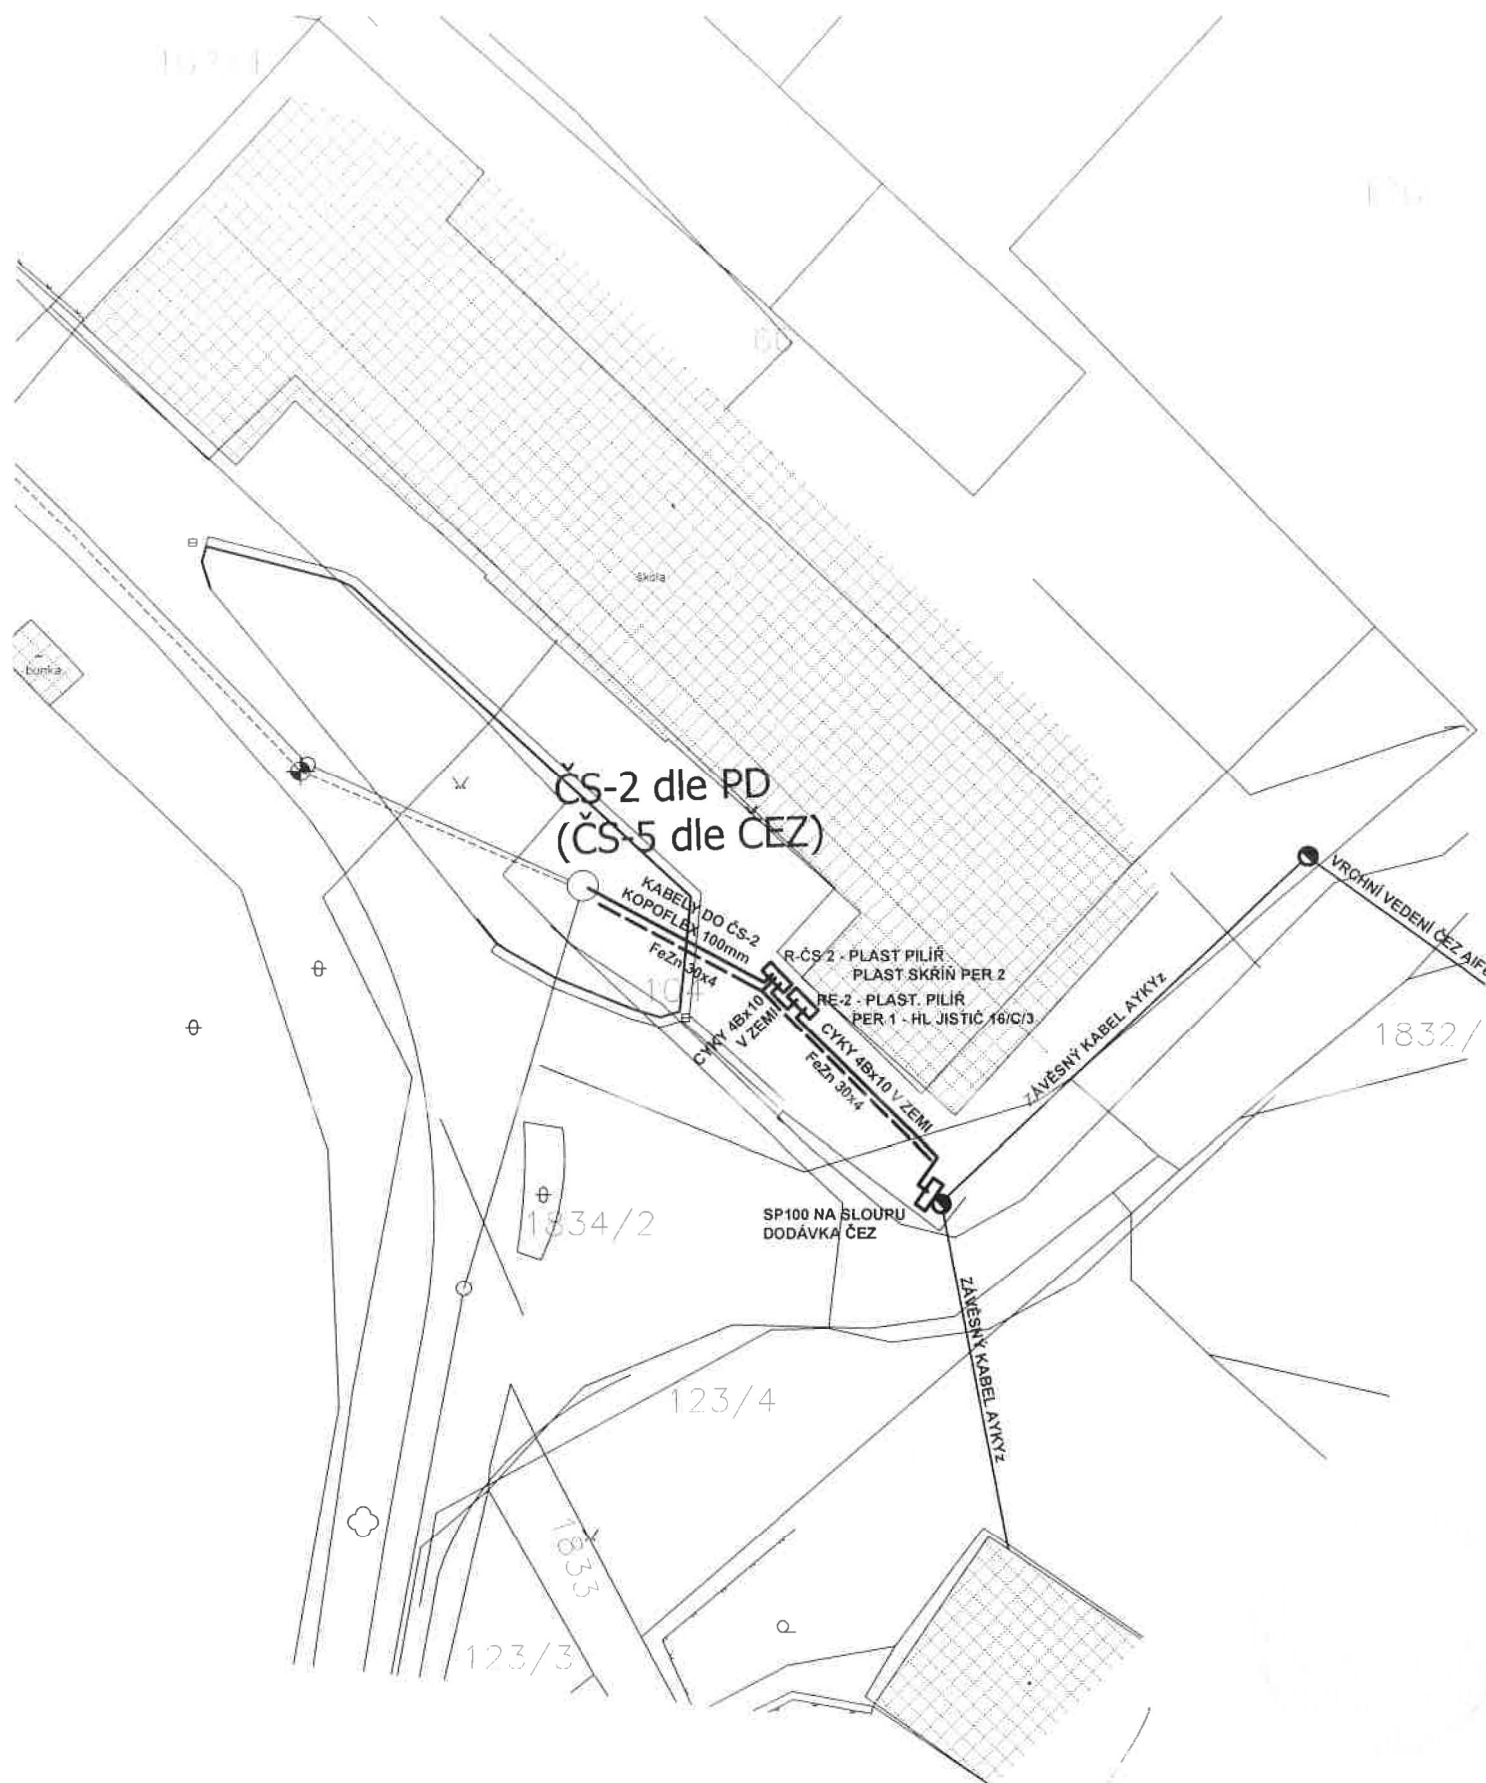 škola
bunka
ČS-2 dle PD
(ČS-5 dle ČEZ)
KABELY DO ČS-2
KOPOFLEX 100mm
FeZn 30x4
104
R-ČS 2 - PLAST PILÍŘ
PLAST SKŘÍŇ PER 2
RE-2 - PLAST. PILÍŘ
PER 1 - HL JISTIČ 16/C/3
CYKY 4Bx10
V ZEMI
CYKY 4Bx10 V ZEMI
FeZn 30x4
ZÁVĚSNÝ KABEL AYKYz
VRCHNÍ VEDENÍ ČEZ
1832/
SP100 NA SLOUPU
DODÁVKA ČEZ
1834/2
ZÁVĚSNÝ KABEL AYKYz
123/4
1833
123/3